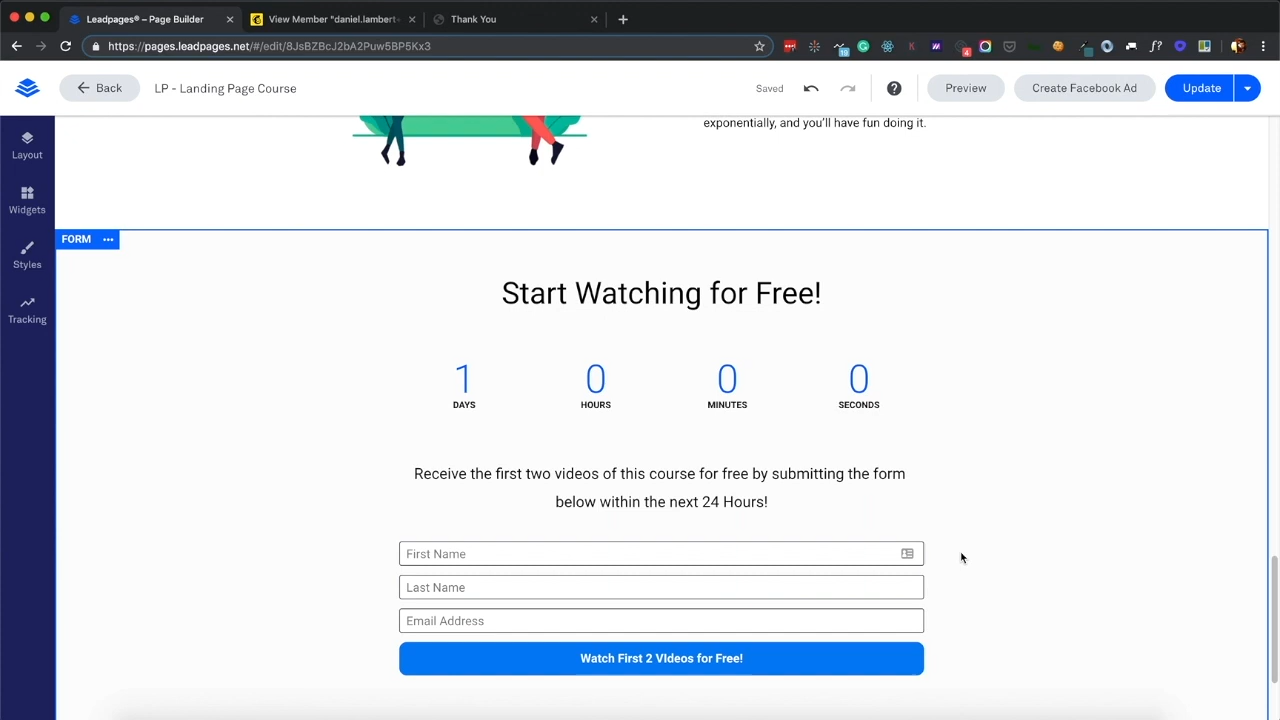 Leadpages® – Page Builder
View Member "daniel.lambert
Thank You
https://pages.leadpages.net/#/edit/8JsBZBcJ2bA2Puw5BP5Kx3
19
4
f?
Back
LP - Landing Page Course
Saved
Preview
Create Facebook Ad
Update
Layout
Widgets
Styles
Tracking
exponentially, and you'll have fun doing it.
FORM
Start Watching for Free!
1 0 0 0
DAYS HOURS MINUTES SECONDS
Receive the first two videos of this course for free by submitting the form
below within the next 24 Hours!
First Name
Last Name
Email Address
Watch First 2 VIdeos for Free!